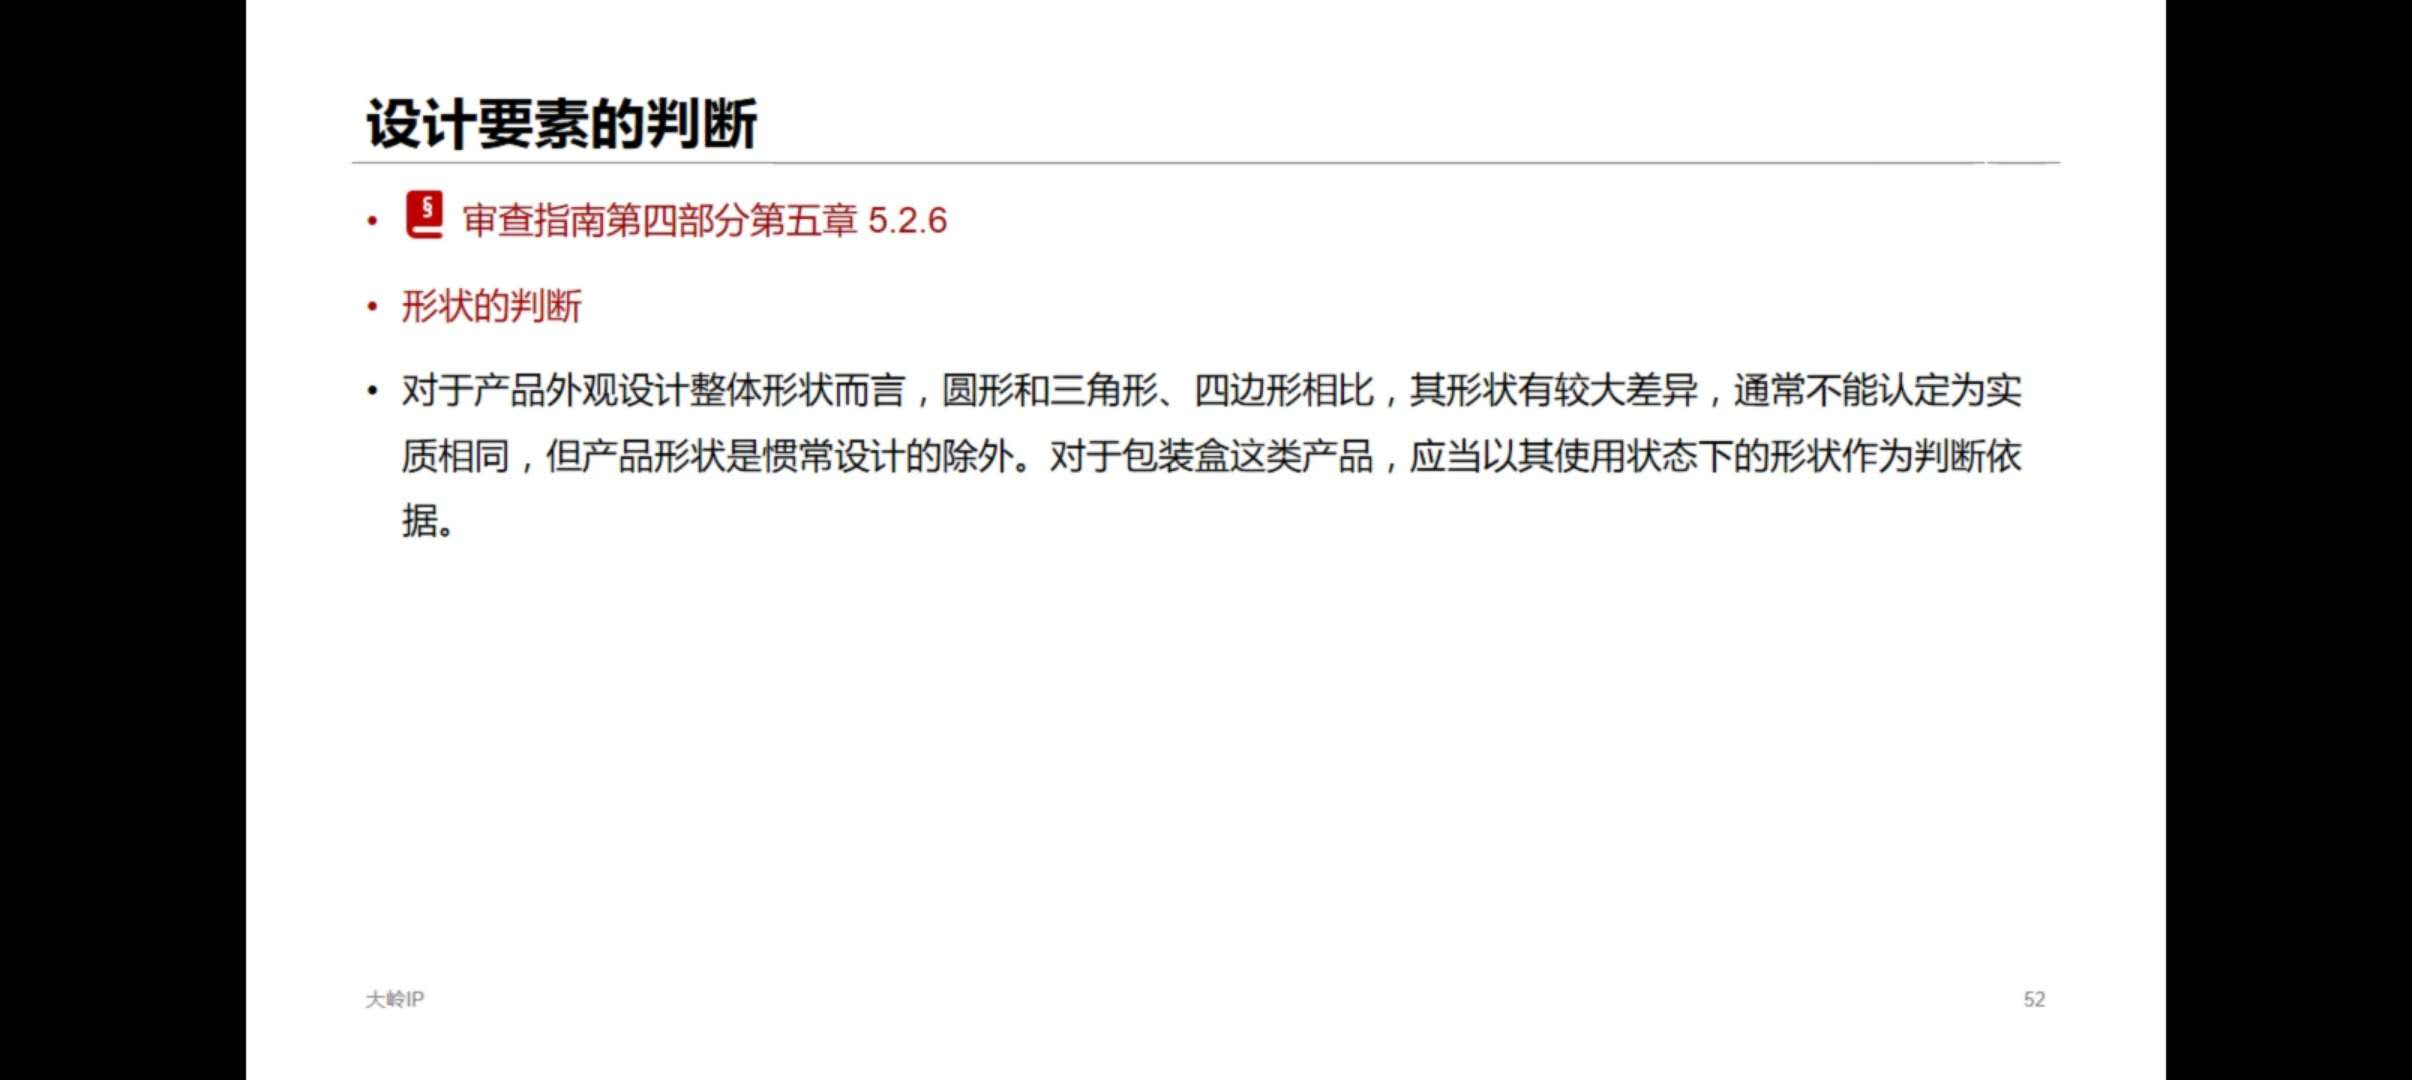 设计要素的判断
• § 审查指南第四部分第五章 5.2.6
• 形状的判断
• 对于产品外观设计整体形状而言，圆形和三角形、四边形相比，其形状有较大差异，通常不能认定为实
质相同，但产品形状是惯常设计的除外。对于包装盒这类产品，应当以其使用状态下的形状作为判断依
据。
大岭IP
52